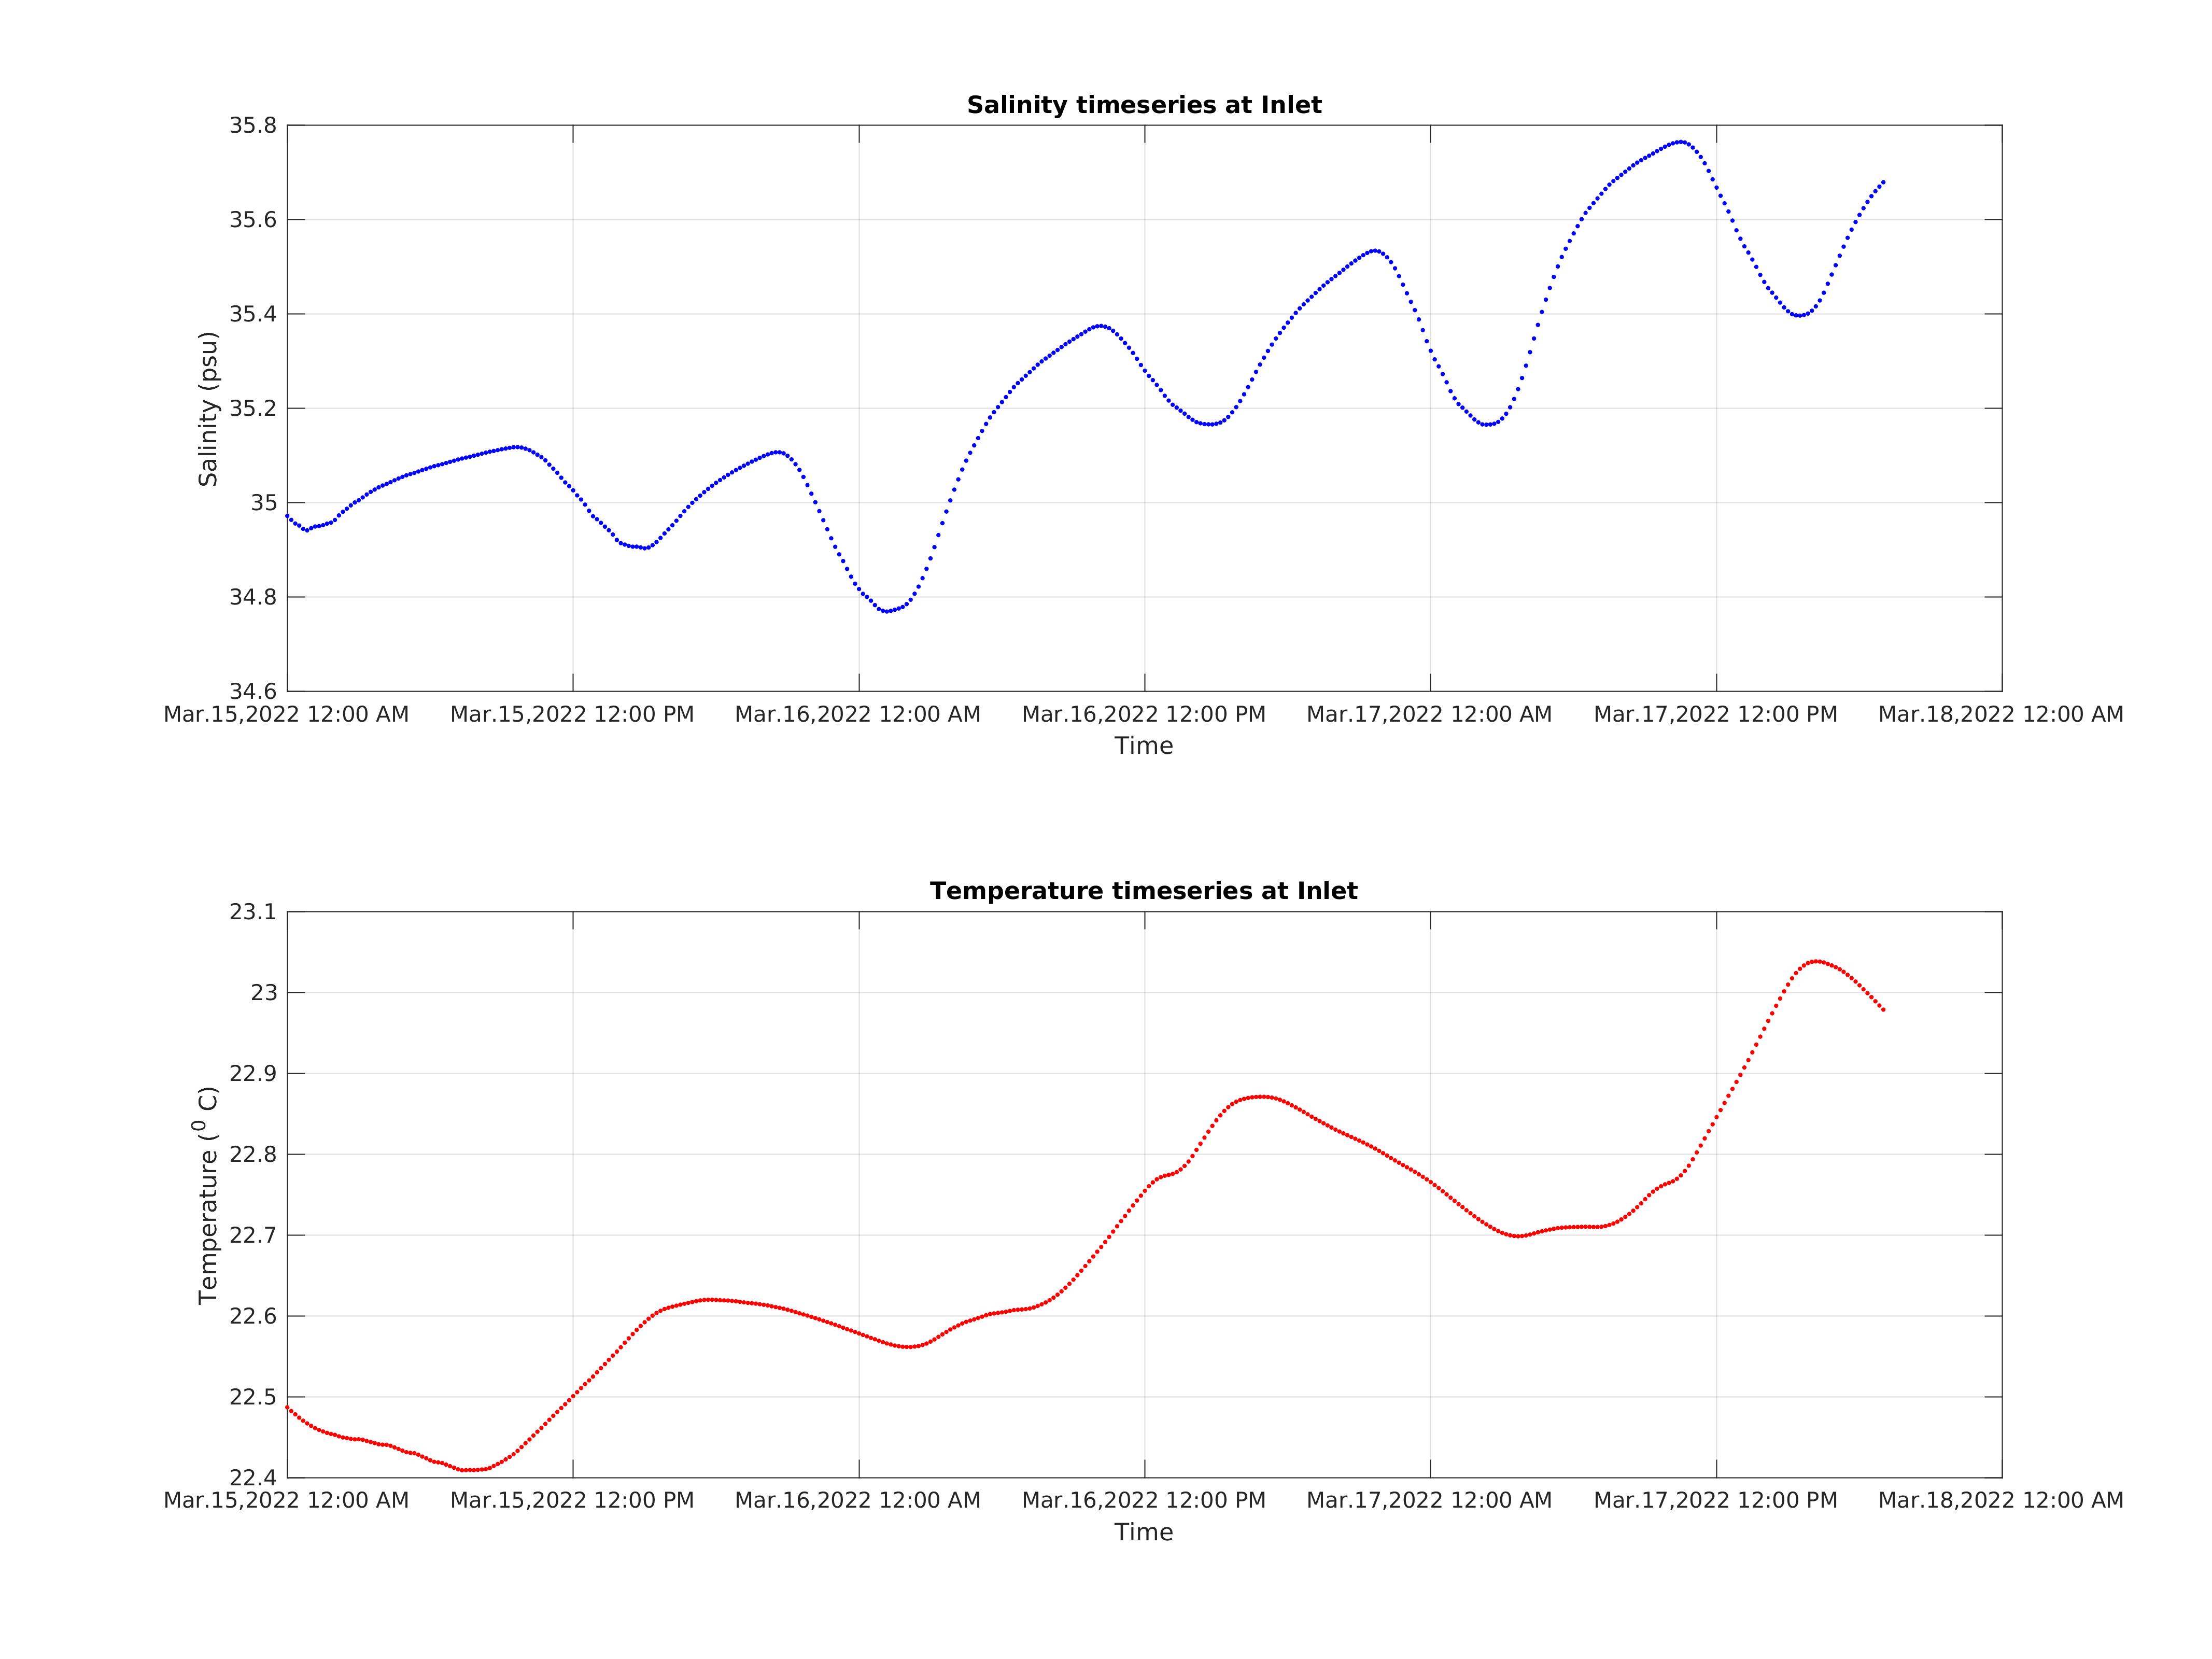 Salinity timeseries at Inlet
35.8
35.6
35.4
35.2
35
34.8
34.6
Salinity (psu)
Mar.15,2022 12:00 AM Mar.15,2022 12:00 PM Mar.16,2022 12:00 AM Mar.16,2022 12:00 PM Mar.17,2022 12:00 AM Mar.17,2022 12:00 PM Mar.18,2022 12:00 AM
Time
Temperature timeseries at Inlet
23.1
23
22.9
22.8
22.7
22.6
22.5
22.4
Temperature (⁰ C)
Mar.15,2022 12:00 AM Mar.15,2022 12:00 PM Mar.16,2022 12:00 AM Mar.16,2022 12:00 PM Mar.17,2022 12:00 AM Mar.17,2022 12:00 PM Mar.18,2022 12:00 AM
Time